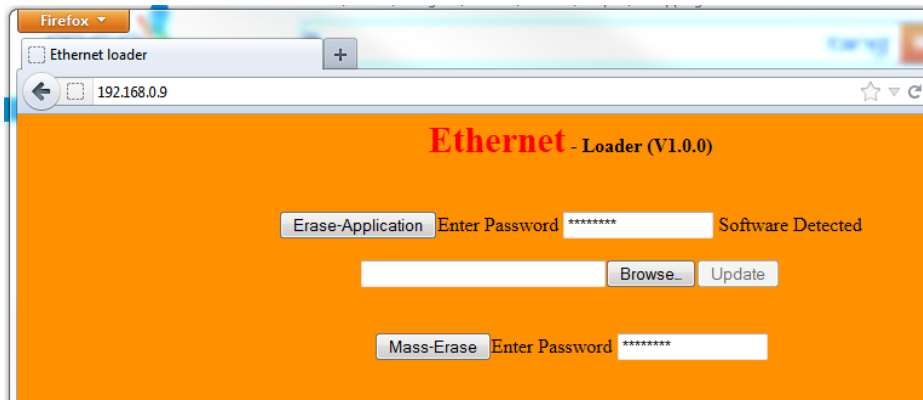 Firefox
Ethernet loader
192.168.0.9
Ethernet - Loader (V1.0.0)
Erase-Application Enter Password ******** Software Detected
Browse... Update
Mass-Erase Enter Password ********